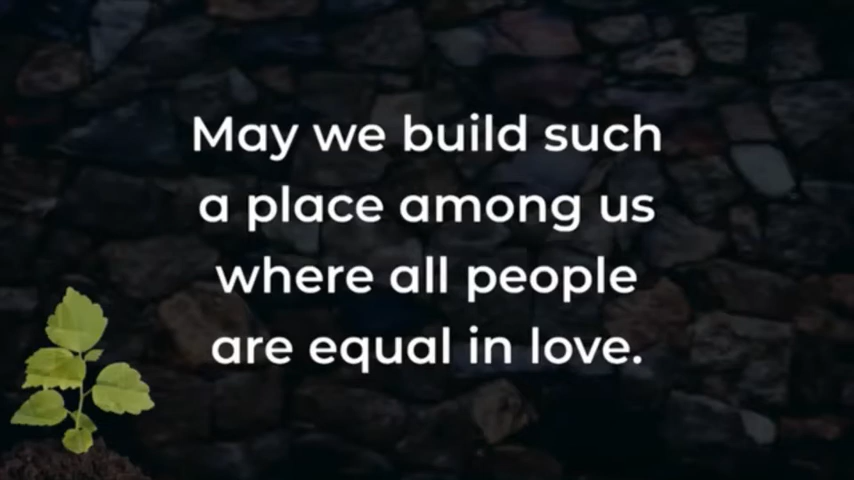 May we build such
a place among us
where all people
are equal in love.